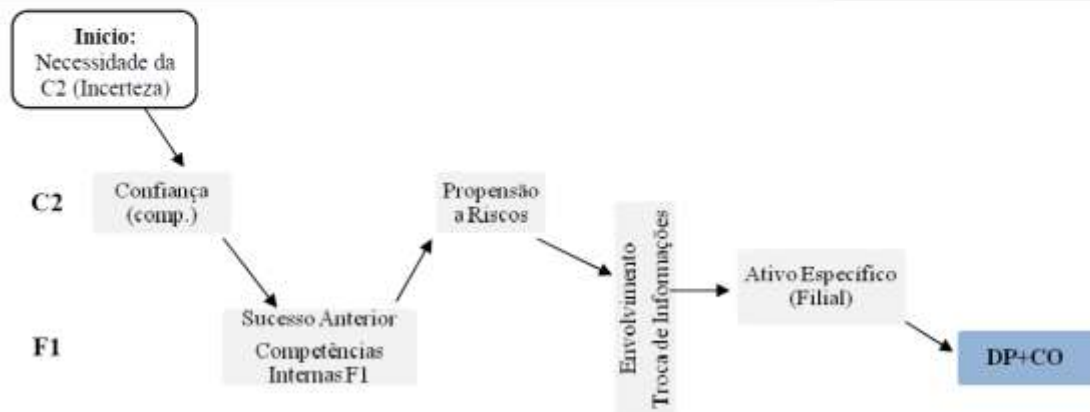 Início:
Necessidade da
C2 (Incerteza)
C2
Confiança
(comp.)
Propensão
a Riscos
Envolvimento
Troca de Informações
Ativo Específico
(Filial)
F1
Sucesso Anterior
Competências
Internas F1
DP+CO